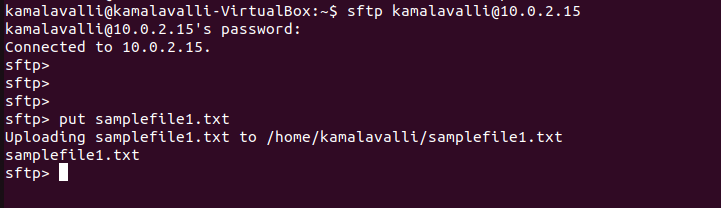 kamalavalli@kamalavalli-VirtualBox:~$ sftp kamalavalli@10.0.2.15
kamalavalli@10.0.2.15's password:
Connected to 10.0.2.15.
sftp>
sftp>
sftp>
sftp> put samplefile1.txt
Uploading samplefile1.txt to /home/kamalavalli/samplefile1.txt
samplefile1.txt
sftp>